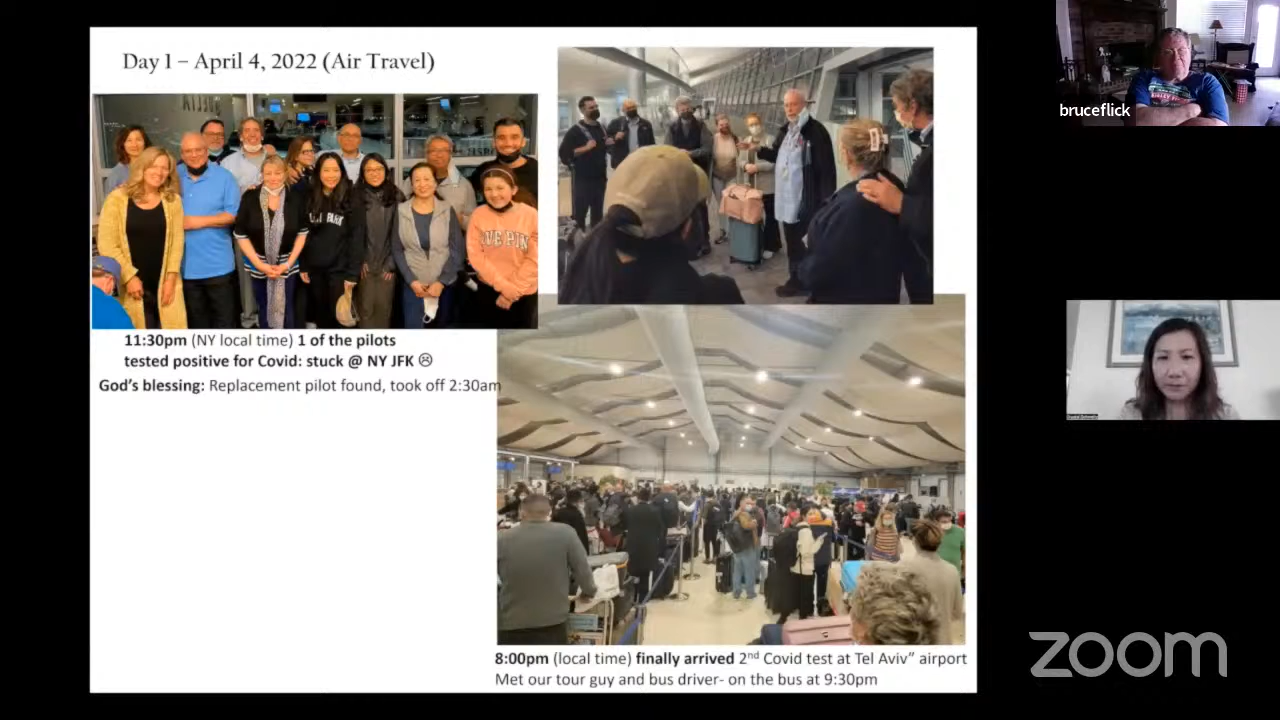 Day 1 – April 4, 2022 (Air Travel)
bruceflick
11:30pm (NY local time) 1 of the pilots
tested positive for Covid: stuck @ NY JFK ☹
God's blessing: Replacement pilot found, took off 2:30am
8:00pm (local time) finally arrived 2nd Covid test at Tel Aviv" airport
Met our tour guy and bus driver- on the bus at 9:30pm
zoom